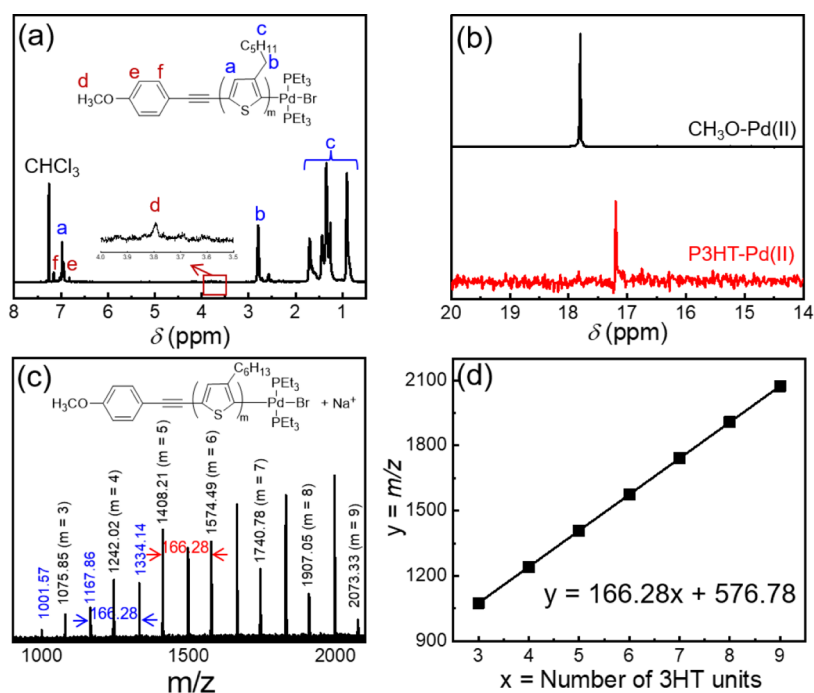 (a)
c
C5H11
b
a
d
e
f
H3CO
S
m
PEt3
Pd-Br
PEt3
CHCl3
a
f
e
d
4.0 3.9 3.8 3.7 3.6 3.5
b
c
8 7 6 5 4 3 2 1
δ (ppm)
(b)
CH3O-Pd(II)
P3HT-Pd(II)
20 19 18 17 16 15 14
δ (ppm)
(c)
C6H13
H3CO
S
m
PEt3
Pd-Br
PEt3
+ Na+
1001.57
1075.85 (m = 3)
1167.86
1242.02 (m = 4)
1334.14
1408.21 (m = 5)
1574.49 (m = 6)
1740.78 (m = 7)
1907.05 (m = 8)
2073.33 (m = 9)
166.28
166.28
1000 1500 2000
m/z
(d)
y = m/z
2100
1800
1500
1200
900
y = 166.28x + 576.78
3 4 5 6 7 8 9
x = Number of 3HT units